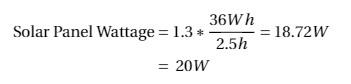 Solar Panel Wattage = 1.3 * 36Wh / 2.5h = 18.72W
= 20W